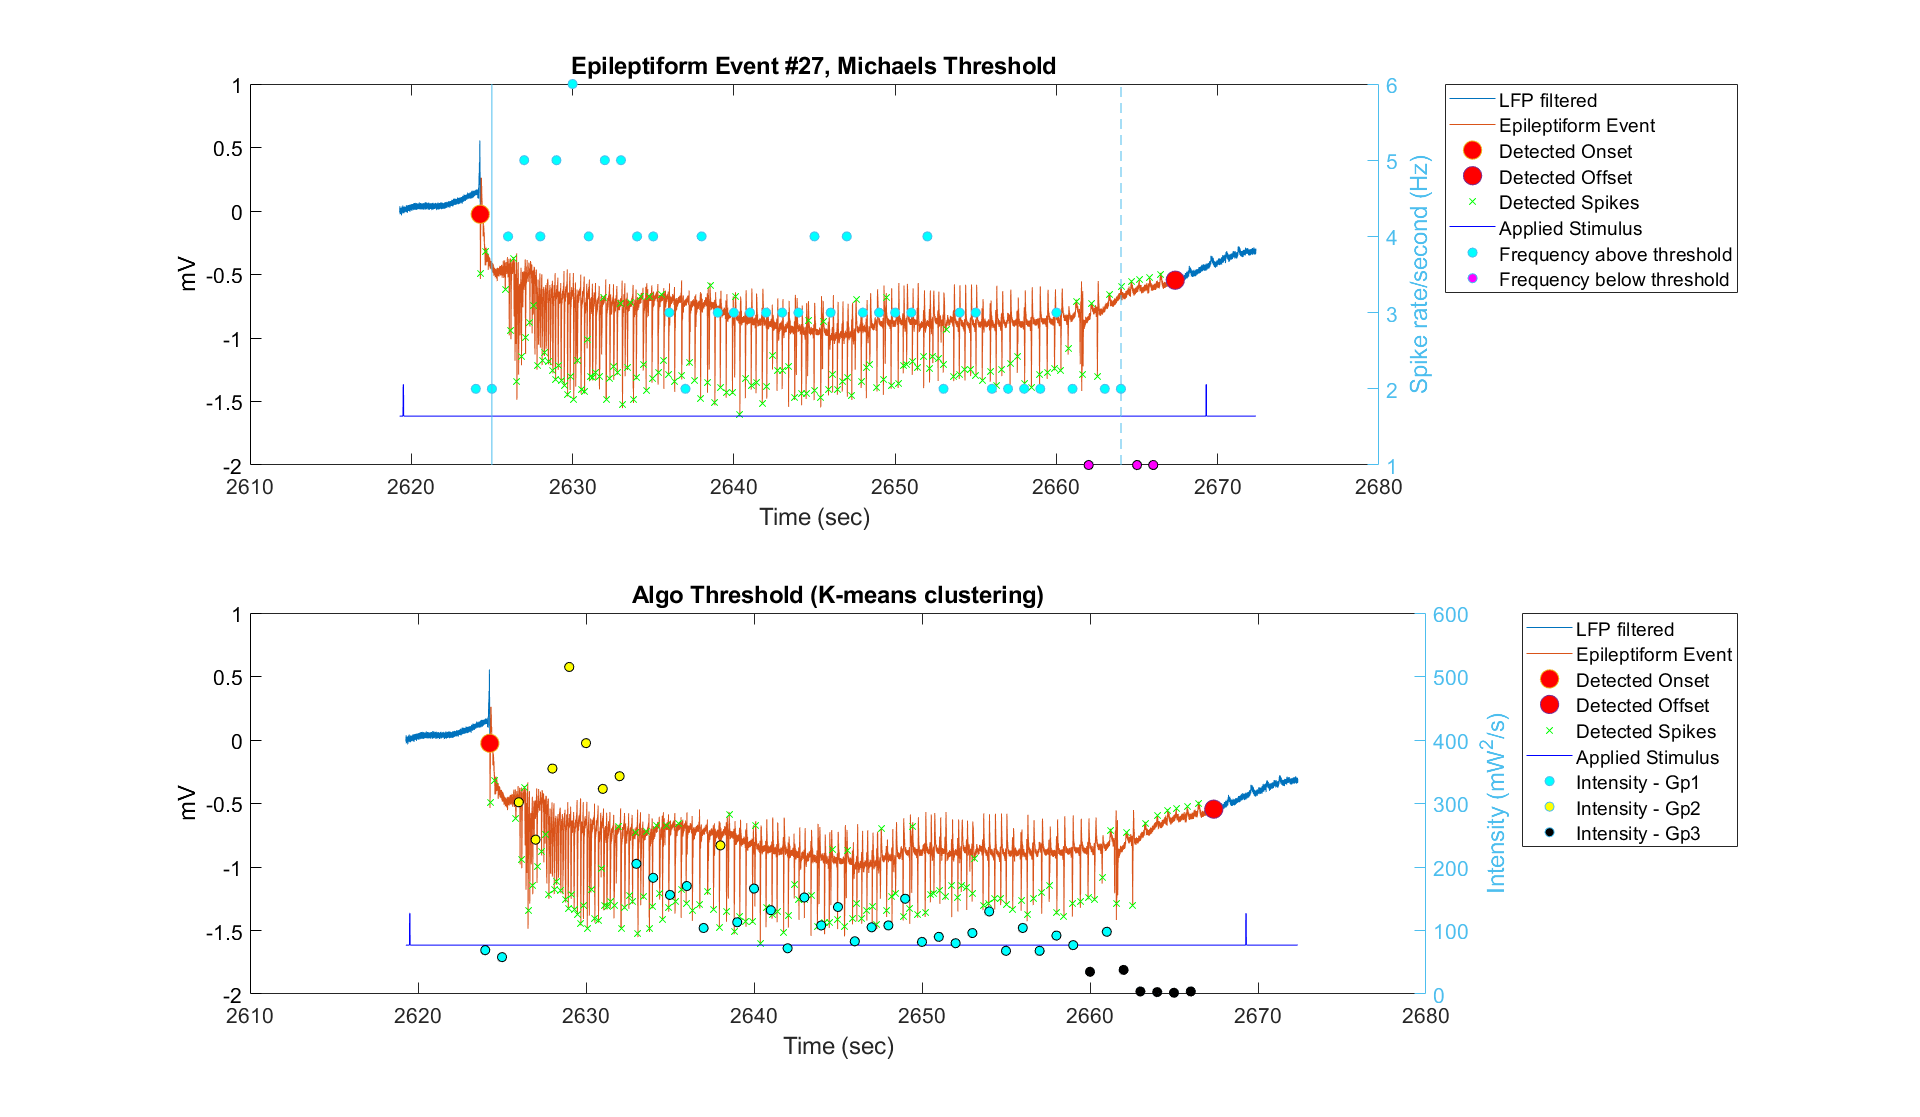 Epileptiform Event #27, Michaels Threshold
1
0.5
0
-0.5
-1
-1.5
-2
mV
6
5
4
3
2
1
Spike rate/second (Hz)
2610 2620 2630 2640 2650 2660 2670 2680
Time (sec)
LFP filtered
Epileptiform Event
Detected Onset
Detected Offset
Detected Spikes
Applied Stimulus
Frequency above threshold
Frequency below threshold
Algo Threshold (K-means clustering)
1
0.5
0
-0.5
-1
-1.5
-2
mV
600
500
400
300
200
100
0
Intensity (mW²/s)
2610 2620 2630 2640 2650 2660 2670 2680
Time (sec)
LFP filtered
Epileptiform Event
Detected Onset
Detected Offset
Detected Spikes
Applied Stimulus
Intensity - Gp1
Intensity - Gp2
Intensity - Gp3